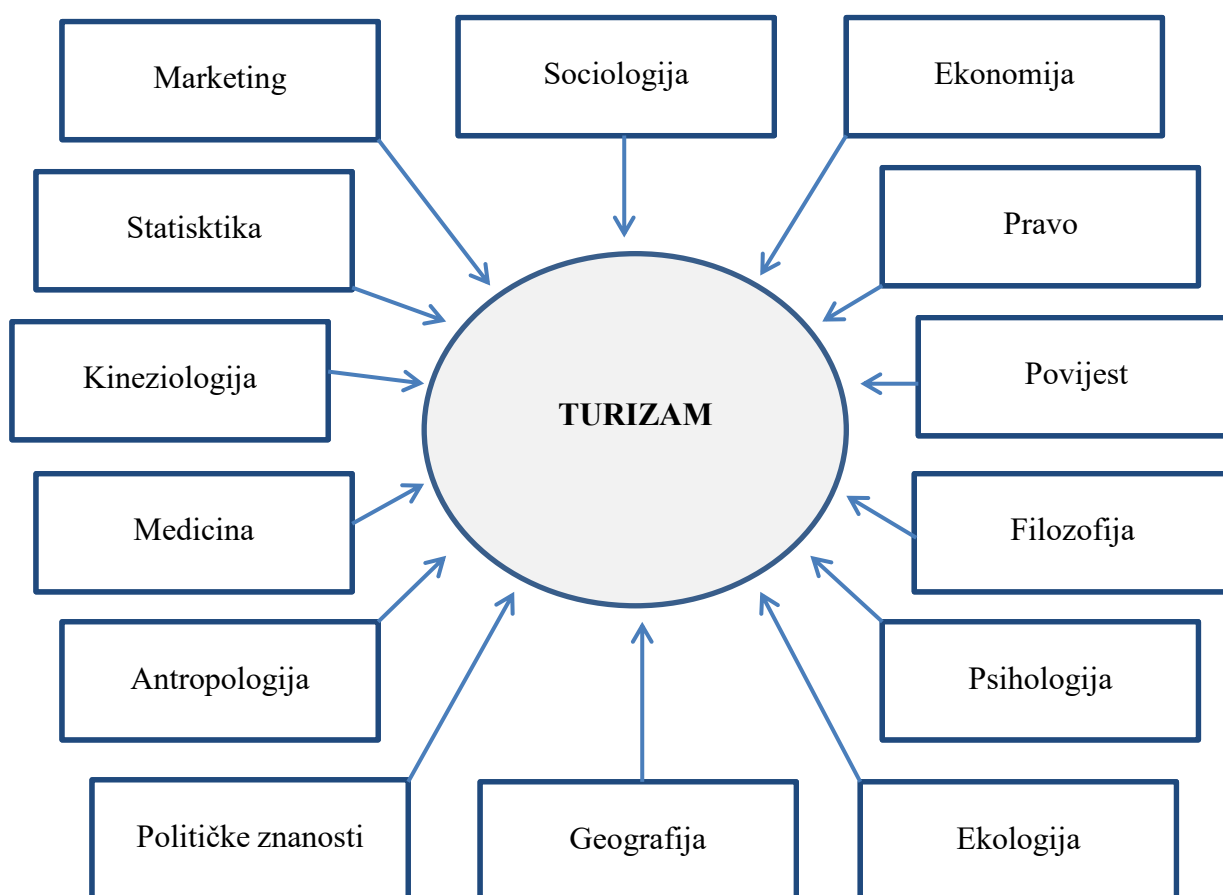 Marketing
Sociologija
Ekonomija
Statisktika
Pravo
Kineziologija
Povijest
TURIZAM
Medicina
Filozofija
Antropologija
Psihologija
Političke znanosti
Geografija
Ekologija